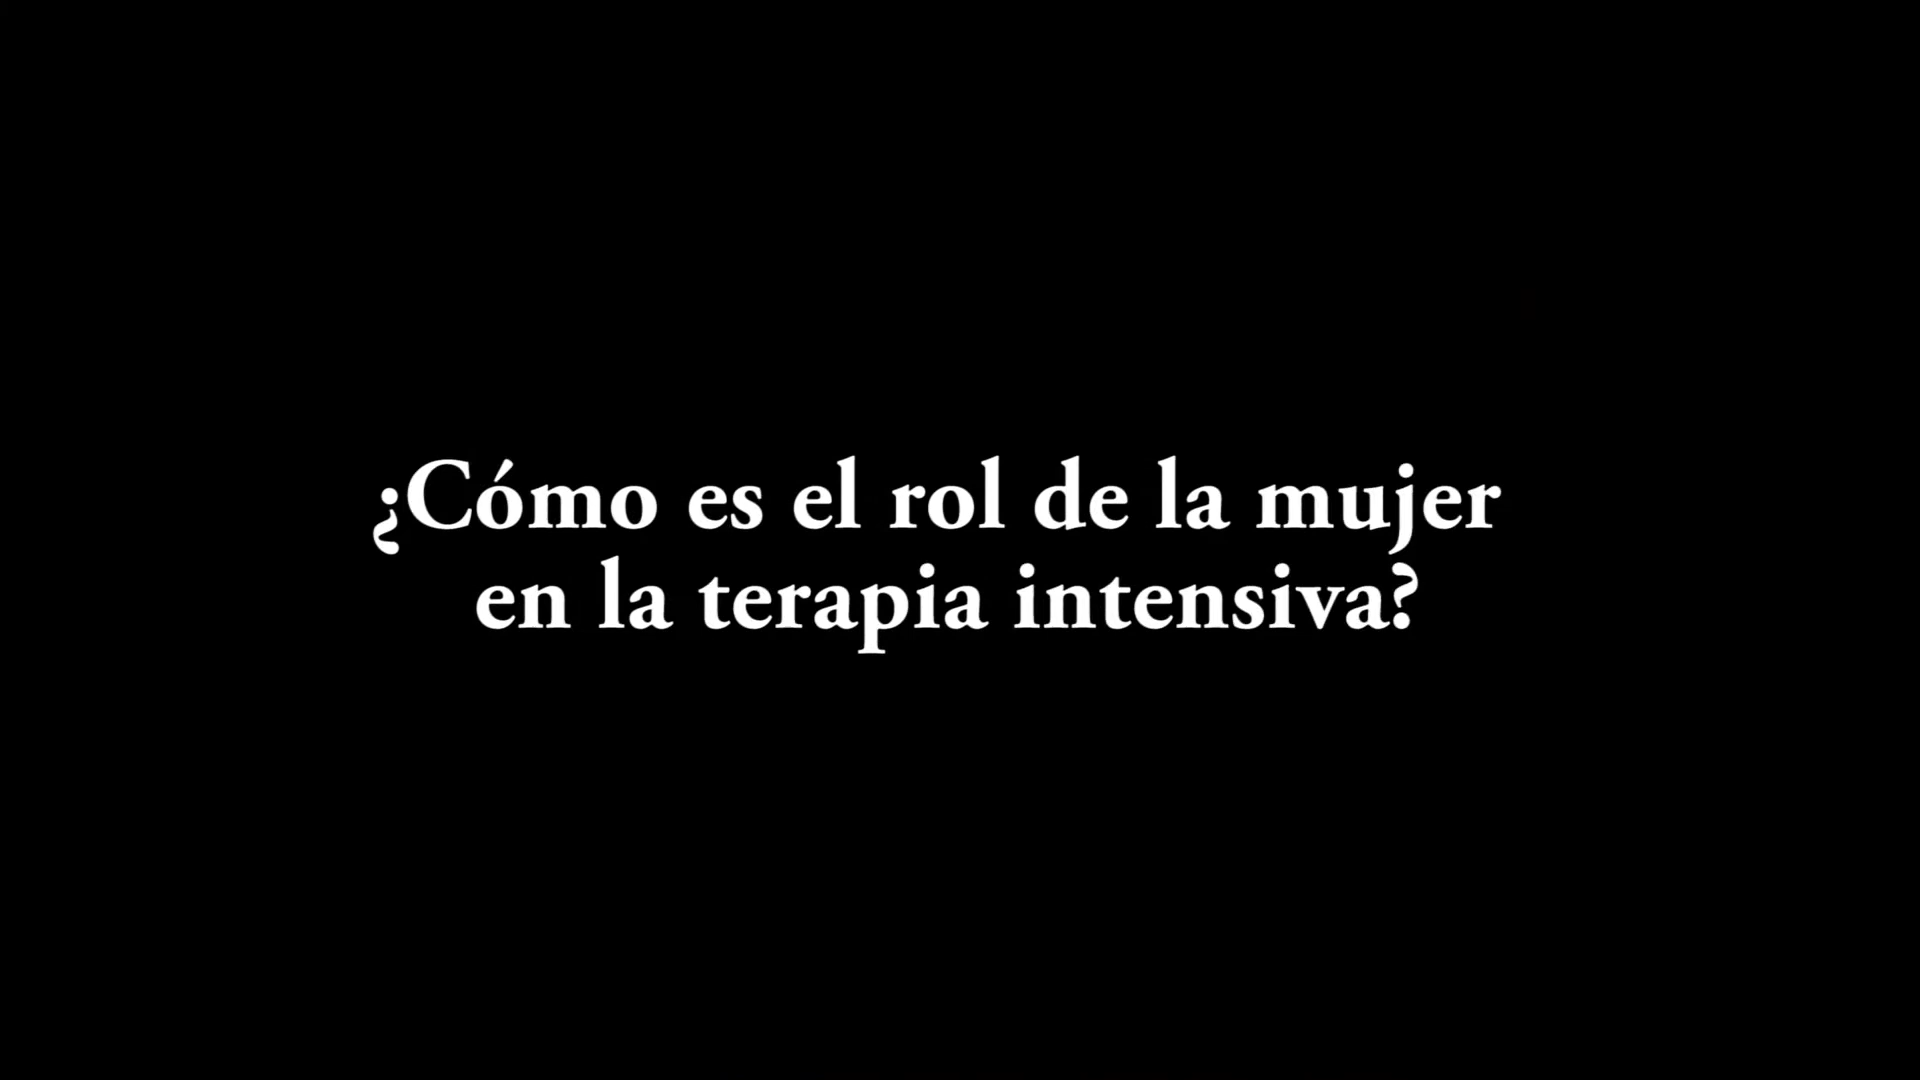 ¿Cómo es el rol de la mujer
en la terapia intensiva?